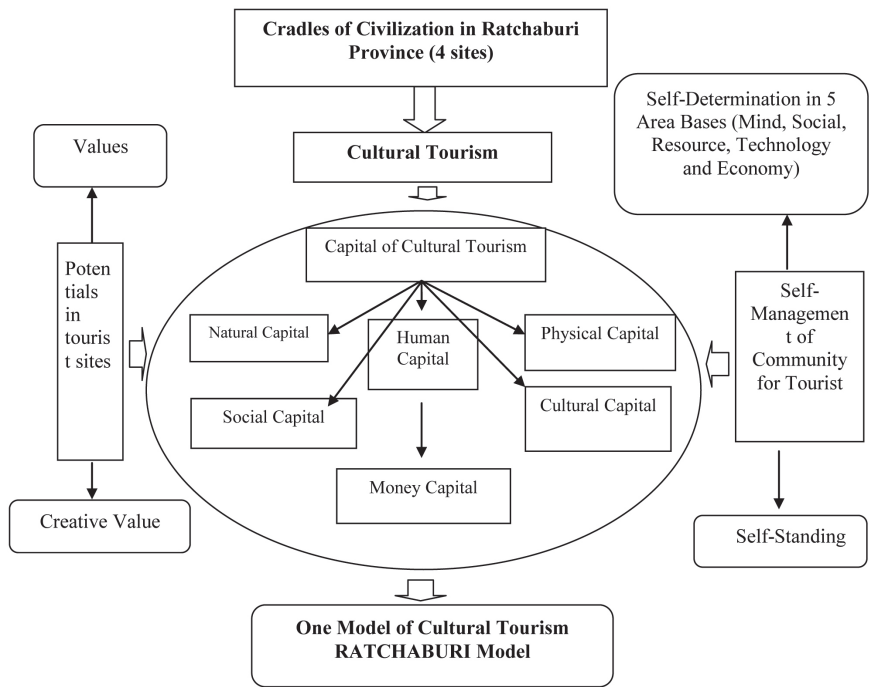 Cradles of Civilization in Ratchaburi
Province (4 sites)
Self-Determination in 5
Area Bases (Mind, Social,
Resource, Technology
and Economy)
Values
Cultural Tourism
Capital of Cultural Tourism
Poten
tials
in
touris
t sites
Self-
Managemen
t of
Community
for Tourist
Natural Capital
Human
Capital
Physical Capital
Social Capital
Cultural Capital
Money Capital
Creative Value
Self-Standing
One Model of Cultural Tourism
RATCHABURI Model